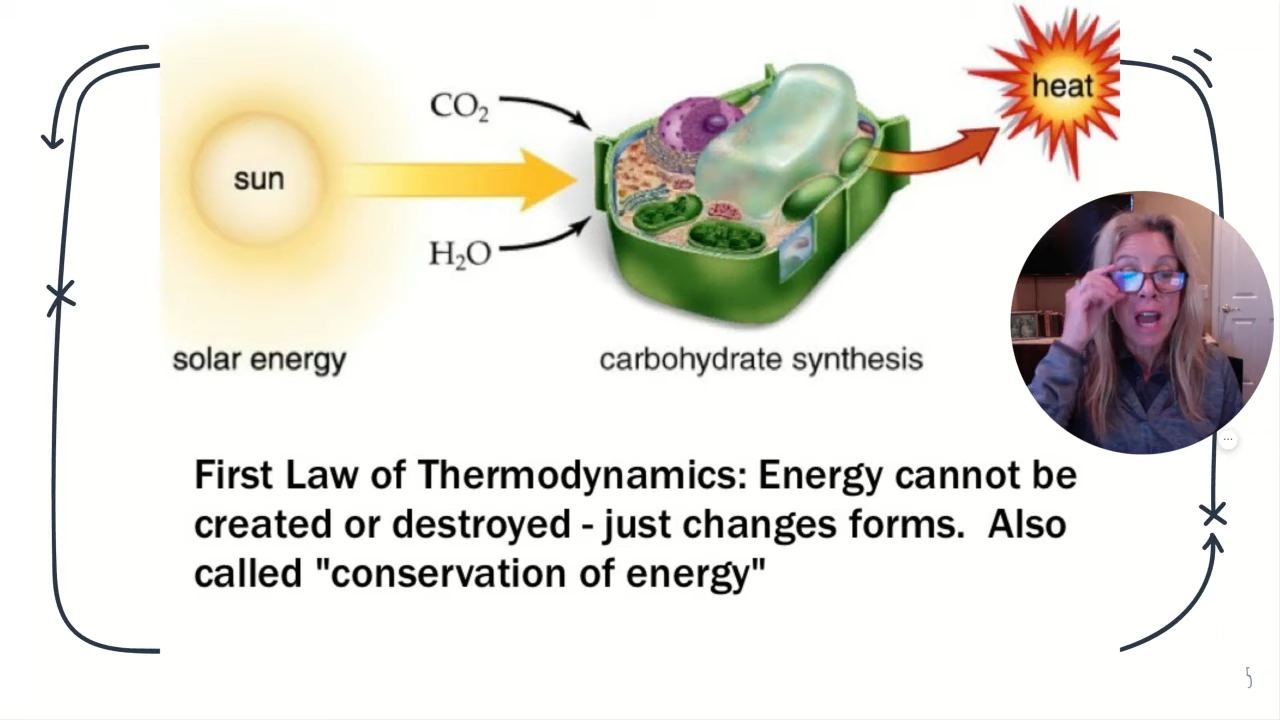 heat
CO₂
sun
H₂O
solar energy
carbohydrate synthesis
First Law of Thermodynamics: Energy cannot be
created or destroyed - just changes forms.  Also
called "conservation of energy"
5